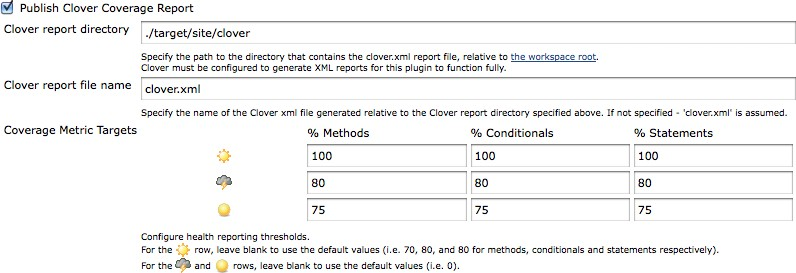 Publish Clover Coverage Report
Clover report directory
./target/site/clover
Specify the path to the directory that contains the clover.xml report file, relative to the workspace root.
Clover must be configured to generate XML reports for this plugin to function fully.
Clover report file name
clover.xml
Specify the name of the Clover xml file generated relative to the Clover report directory specified above. If not specified - 'clover.xml' is assumed.
Coverage Metric Targets
% Methods % Conditionals % Statements
100 100 100
80 80 80
75 75 75
Configure health reporting thresholds.
For the row, leave blank to use the default values (i.e. 70, 80, and 80 for methods, conditionals and statements respectively).
For the and rows, leave blank to use the default values (i.e. 0).